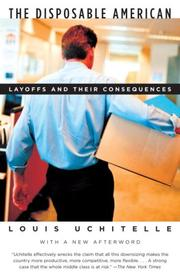 THE DISPOSABLE AMERICAN
LAYOFFS AND THEIR CONSEQUENCES
LOUIS UCHITELLE
WITH A NEW AFTERWORD
"Uchitelle effectively wrecks the claim that all this downsizing makes the
country more productive, more competitive, more flexible. . . . A strong
case that the whole middle class is at risk." —The New York Times